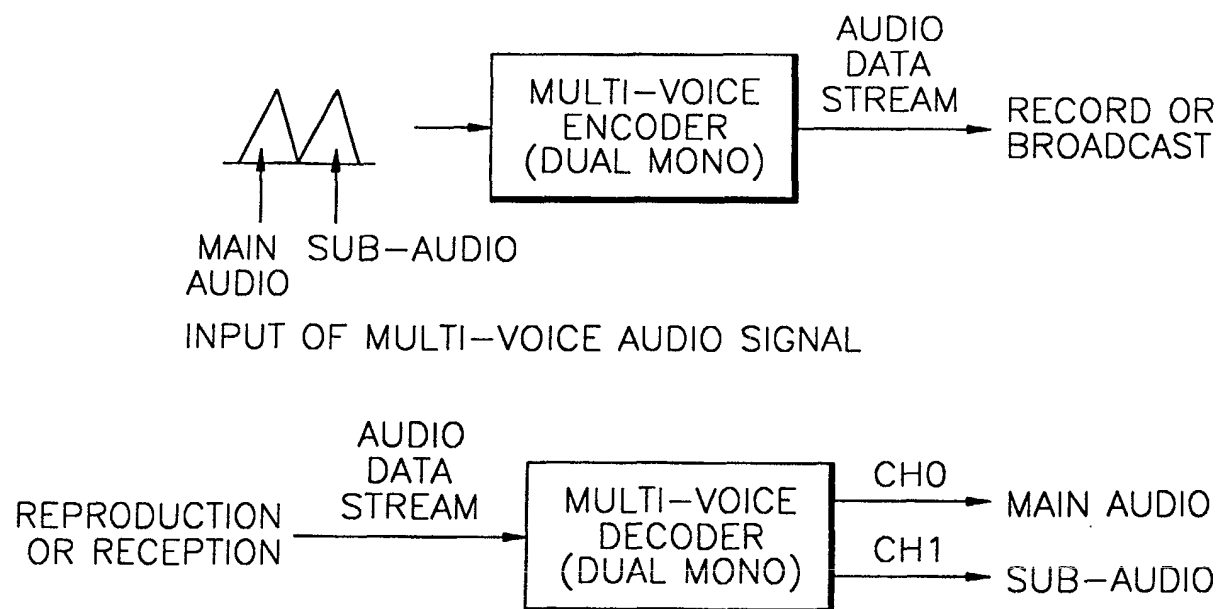 AUDIO
DATA
STREAM
MULTI-VOICE
ENCODER
(DUAL MONO)
RECORD OR
BROADCAST
MAIN
AUDIO
SUB-AUDIO
INPUT OF MULTI-VOICE AUDIO SIGNAL
AUDIO
DATA
STREAM
REPRODUCTION
OR RECEPTION
MULTI-VOICE
DECODER
(DUAL MONO)
CH0
MAIN AUDIO
CH1
SUB-AUDIO